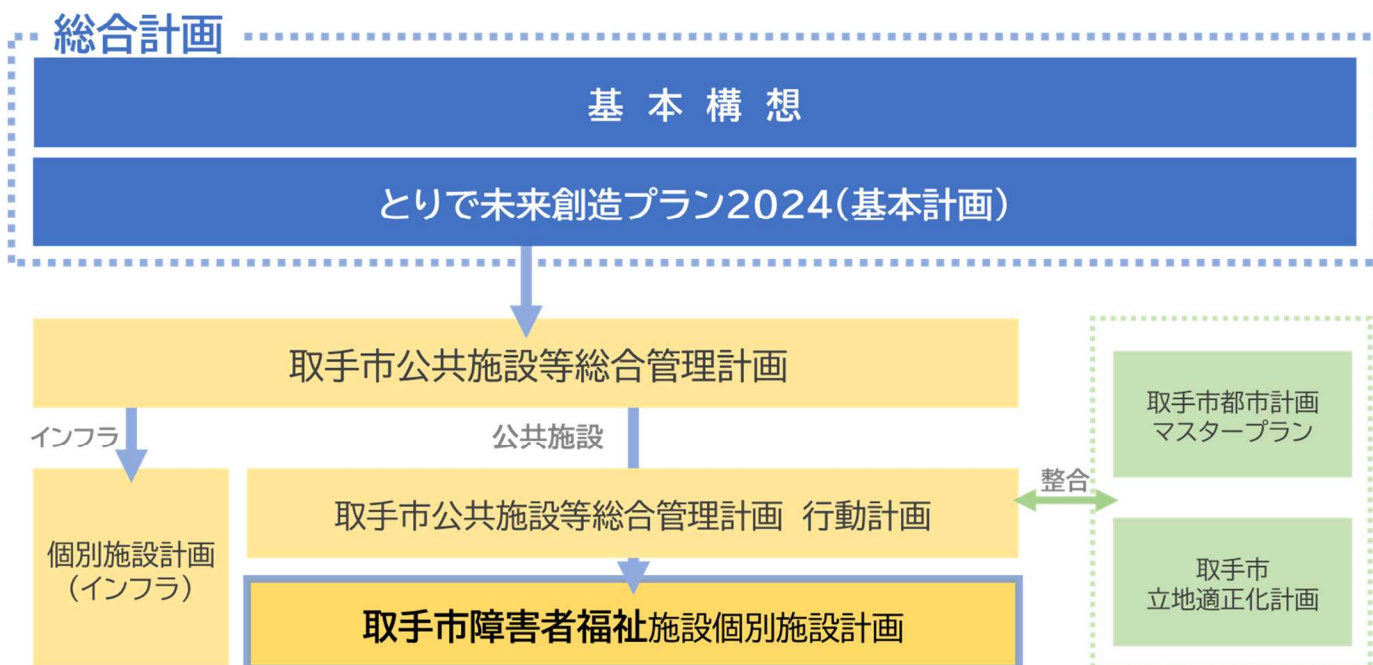 総合計画
基本構想
とりで未来創造プラン2024(基本計画)
取手市公共施設等総合管理計画
インフラ
公共施設
取手市都市計画
マスタープラン
整合
取手市公共施設等総合管理計画 行動計画
個別施設計画
(インフラ)
取手市
立地適正化計画
取手市障害者福祉施設個別施設計画